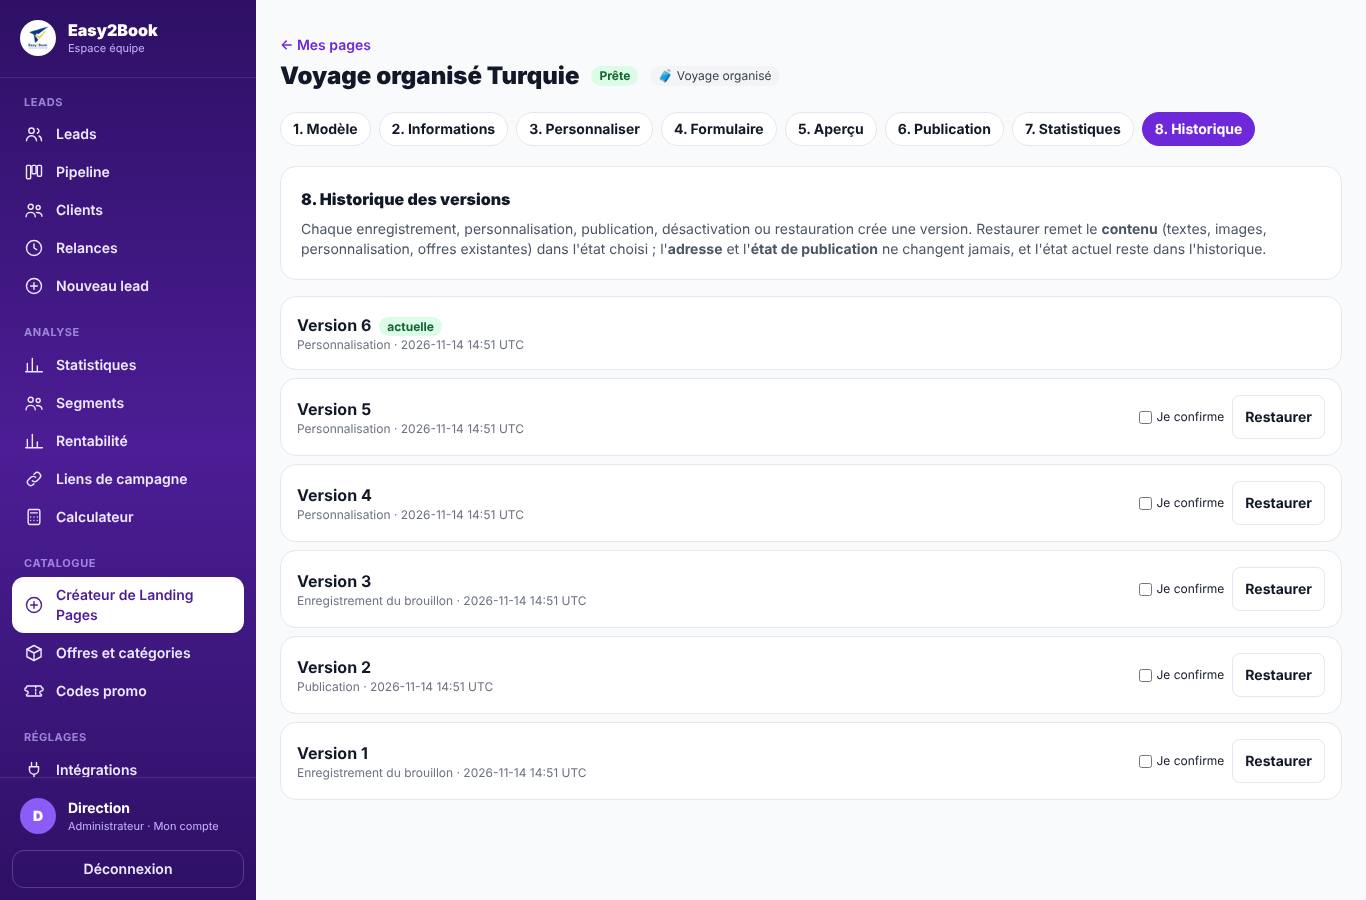 Easy2Book
Espace équipe
LEADS
Leads
Pipeline
Clients
Relances
Nouveau lead
ANALYSE
Statistiques
Segments
Rentabilité
Liens de campagne
Calculateur
CATALOGUE
Créateur de Landing
Pages
Offres et catégories
Codes promo
RÉGLAGES
Intégrations
D
Direction
Administrateur · Mon compte
Déconnexion
← Mes pages
Voyage organisé Turquie Prête Voyage organisé
1. Modèle 2. Informations 3. Personnaliser 4. Formulaire 5. Aperçu 6. Publication 7. Statistiques 8. Historique
8. Historique des versions
Chaque enregistrement, personnalisation, publication, désactivation ou restauration crée une version. Restaurer remet le contenu (textes, images,
personnalisation, offres existantes) dans l'état choisi ; l'adresse et l'état de publication ne changent jamais, et l'état actuel reste dans l'historique.
Version 6 actuelle
Personnalisation · 2026-11-14 14:51 UTC
Version 5
Personnalisation · 2026-11-14 14:51 UTC
Je confirme Restaurer
Version 4
Personnalisation · 2026-11-14 14:51 UTC
Je confirme Restaurer
Version 3
Enregistrement du brouillon · 2026-11-14 14:51 UTC
Je confirme Restaurer
Version 2
Publication · 2026-11-14 14:51 UTC
Je confirme Restaurer
Version 1
Enregistrement du brouillon · 2026-11-14 14:51 UTC
Je confirme Restaurer